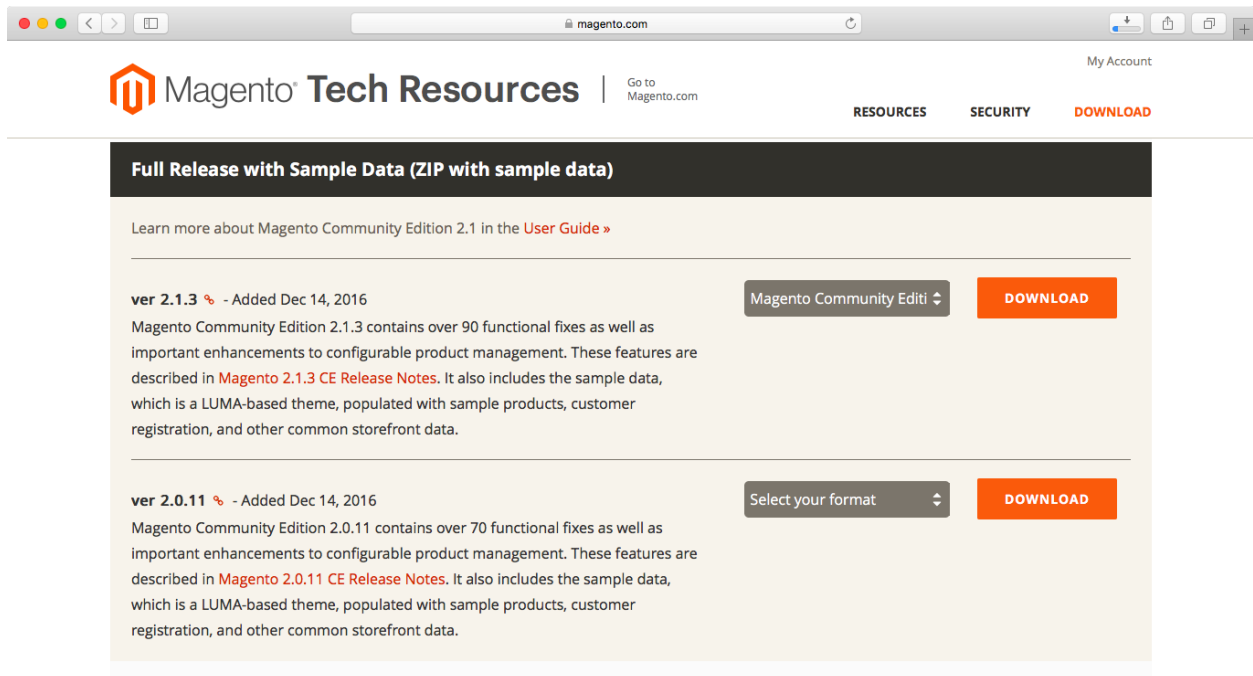 magento.com
My Account
Magento® Tech Resources
Go to
Magento.com
RESOURCES SECURITY DOWNLOAD
Full Release with Sample Data (ZIP with sample data)
Learn more about Magento Community Edition 2.1 in the User Guide »
ver 2.1.3 - Added Dec 14, 2016
Magento Community Editi
DOWNLOAD
Magento Community Edition 2.1.3 contains over 90 functional fixes as well as
important enhancements to configurable product management. These features are
described in Magento 2.1.3 CE Release Notes. It also includes the sample data,
which is a LUMA-based theme, populated with sample products, customer
registration, and other common storefront data.
ver 2.0.11 - Added Dec 14, 2016
Select your format
DOWNLOAD
Magento Community Edition 2.0.11 contains over 70 functional fixes as well as
important enhancements to configurable product management. These features are
described in Magento 2.0.11 CE Release Notes. It also includes the sample data,
which is a LUMA-based theme, populated with sample products, customer
registration, and other common storefront data.